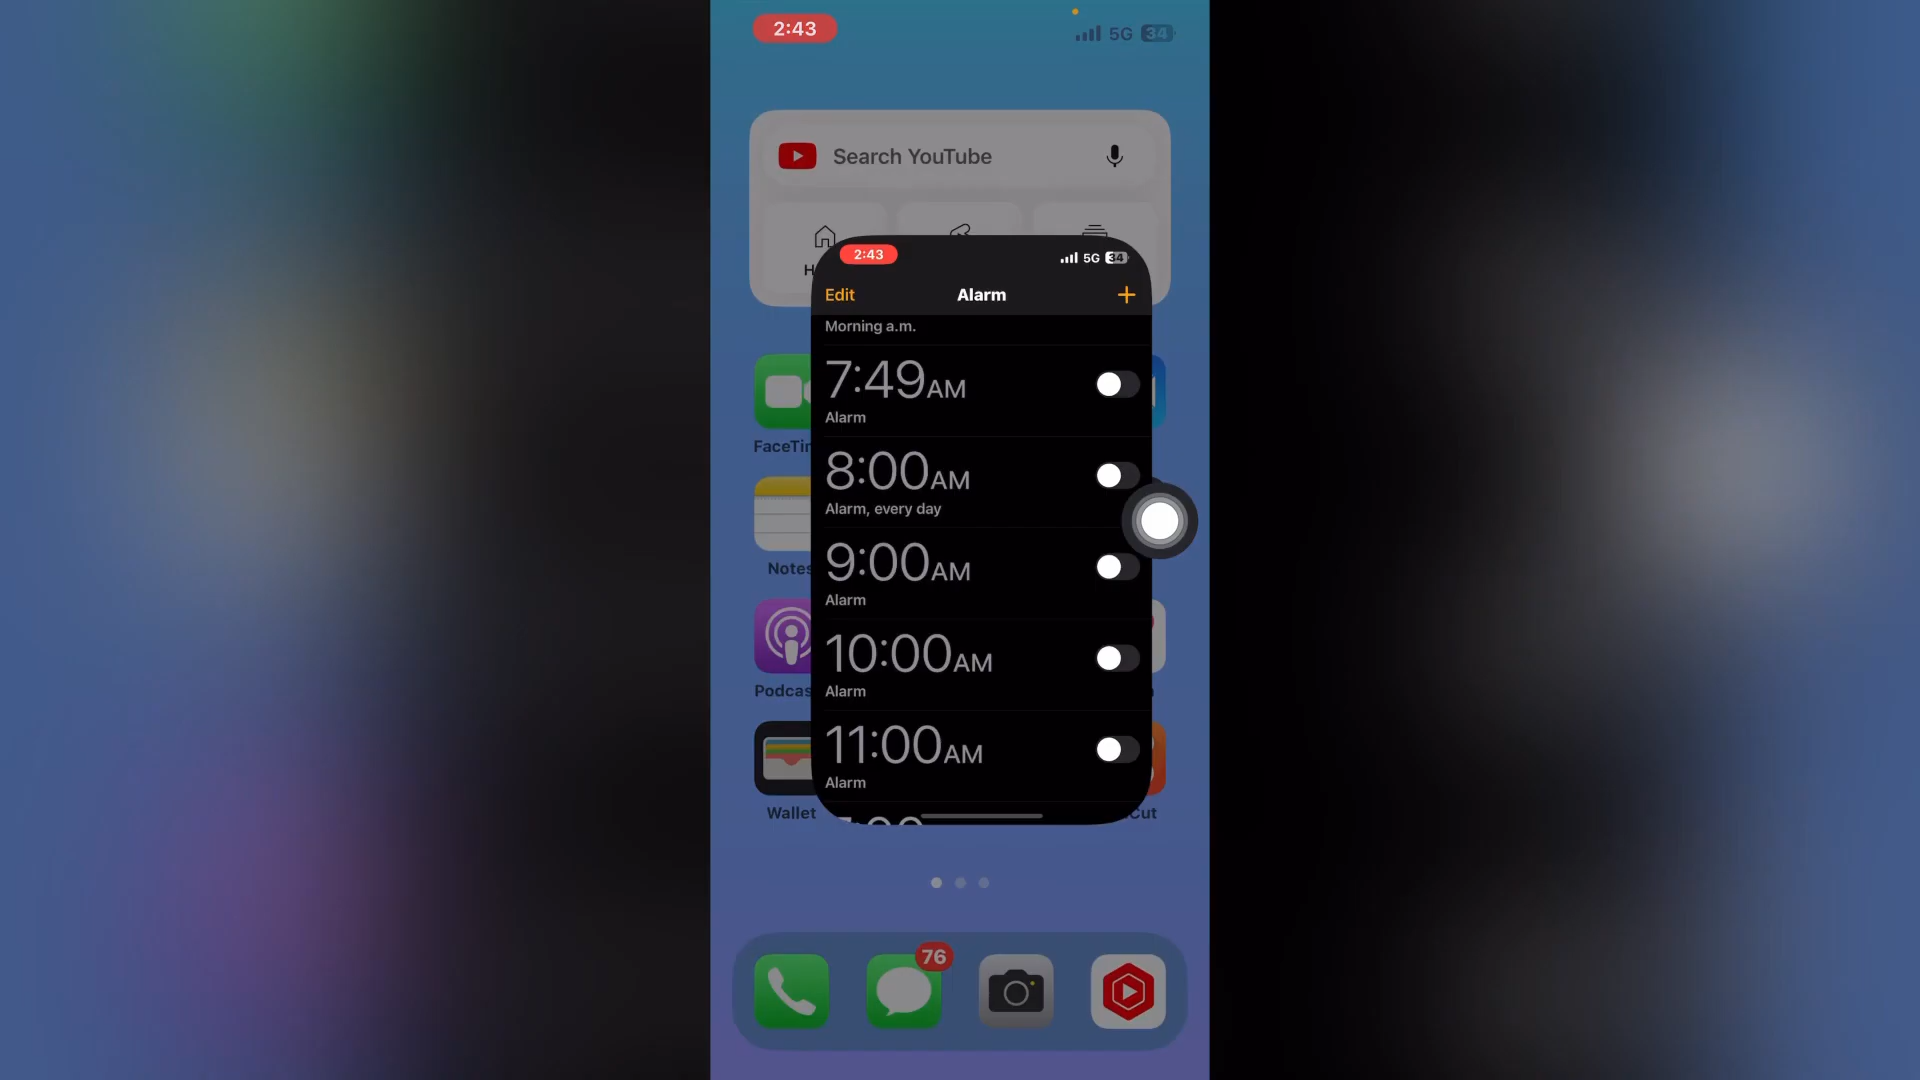 2:43
5G 34
Search YouTube
H
2:43
5G 34
Edit Alarm +
Morning a.m.
7:49AM
Alarm
8:00AM
Alarm, every day
9:00AM
Alarm
10:00AM
Alarm
11:00AM
Alarm
FaceTim
Notes
Podcas
Wallet
Cut
76